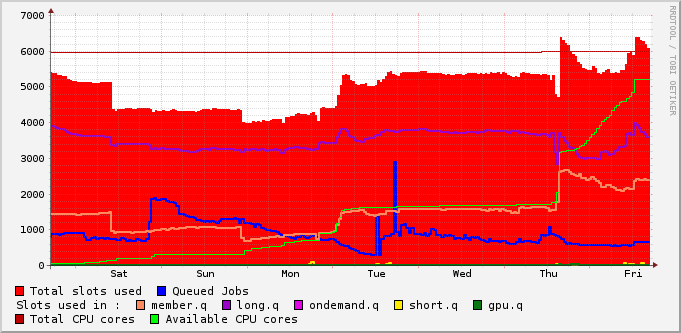 7000
6000
5000
4000
3000
2000
1000
0
Sat Sun Mon Tue Wed Thu Fri
Total slots used Queued Jobs
Slots used in : member.q long.q ondemand.q short.q gpu.q
Total CPU cores Available CPU cores
RRDTOOL / TOBI OETIKER